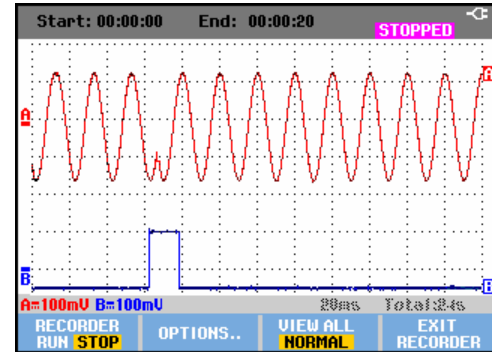 Start: 00:00:00 End: 00:00:20
STOPPED
A
A
B
B
A=100mV B=100mV 20ms Total:24s
RECORDER OPTIONS.. VIEW ALL EXIT
RUN STOP NORMAL RECORDER